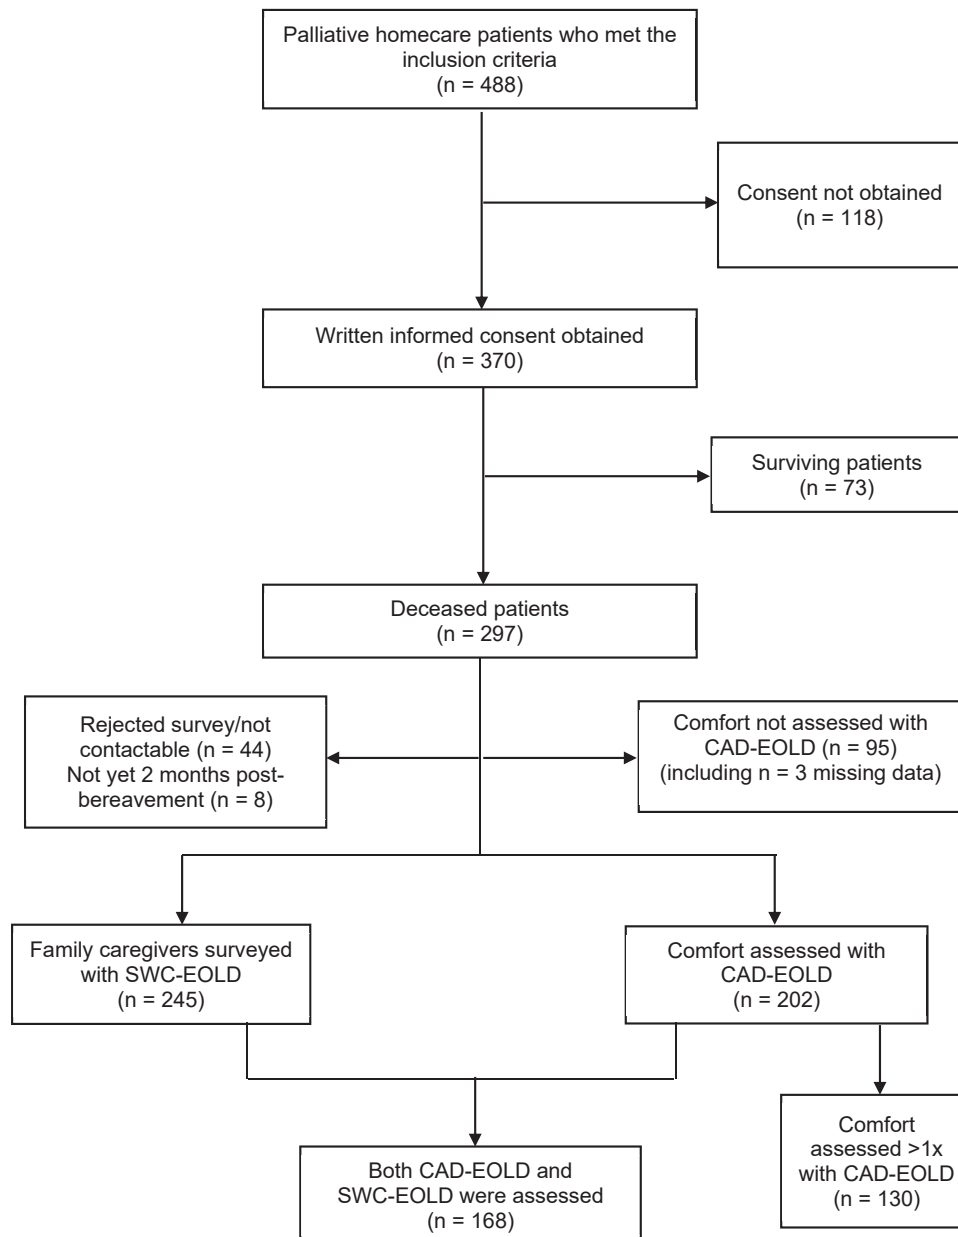 Palliative homecare patients who met the
inclusion criteria
(n = 488)
Consent not obtained
(n = 118)
Written informed consent obtained
(n = 370)
Surviving patients
(n = 73)
Deceased patients
(n = 297)
Rejected survey/not
contactable (n = 44)
Not yet 2 months post-
bereavement (n = 8)
Comfort not assessed with
CAD-EOLD (n = 95)
(including n = 3 missing data)
Family caregivers surveyed
with SWC-EOLD
(n = 245)
Comfort assessed with
CAD-EOLD
(n = 202)
Both CAD-EOLD and
SWC-EOLD were assessed
(n = 168)
Comfort
assessed >1x
with CAD-EOLD
(n = 130)